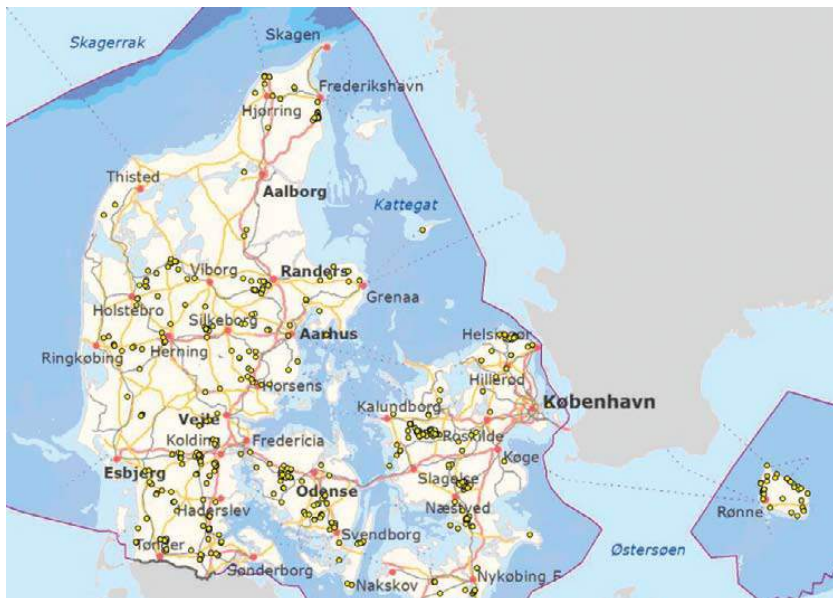 Skagerrak
Skagen
Frederikshavn
Hjørring
Thisted
Aalborg
Kattegat
Viborg
Randers
Grenaa
Holstebro
Silkeborg
Aarhus
Helsingør
Ringkøbing
Herning
Hillerød
Horsens
København
Kalundborg
Vejle
Roskilde
Kolding
Fredericia
Køge
Esbjerg
Slagelse
Odense
Haderslev
Næstved
Rønne
Svendborg
Tønder
Østersøen
Sønderborg
Nakskov
Nykøbing F